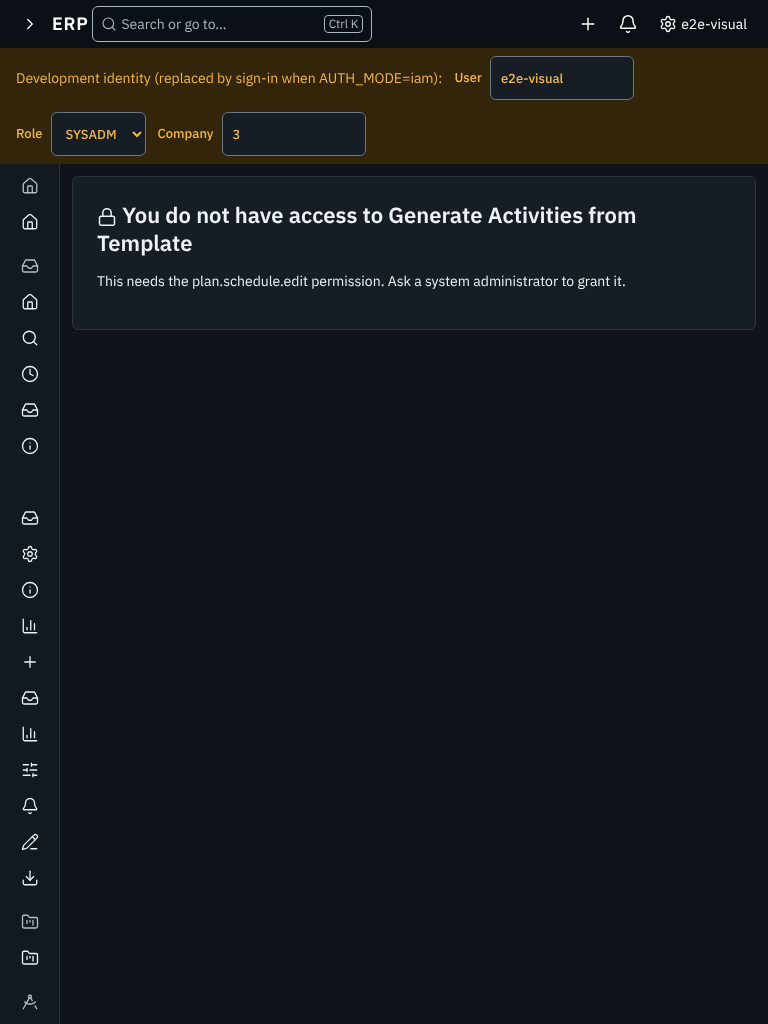 ERP
Search or go to...
Ctrl K
e2e-visual
Development identity (replaced by sign-in when AUTH_MODE=iam):
User
e2e-visual
Role
SYSADM
Company
3
You do not have access to Generate Activities from
Template
This needs the plan.schedule.edit permission. Ask a system administrator to grant it.